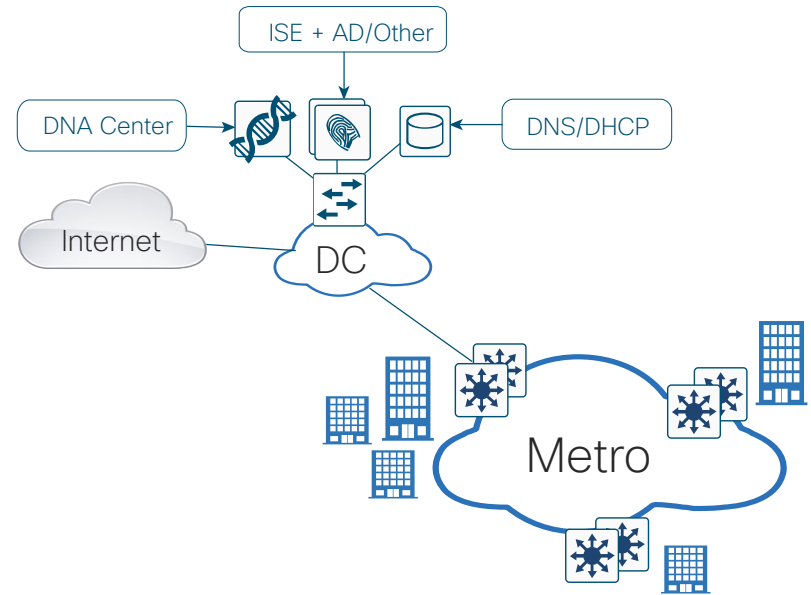 ISE + AD/Other
DNA Center
DNS/DHCP
Internet
DC
Metro